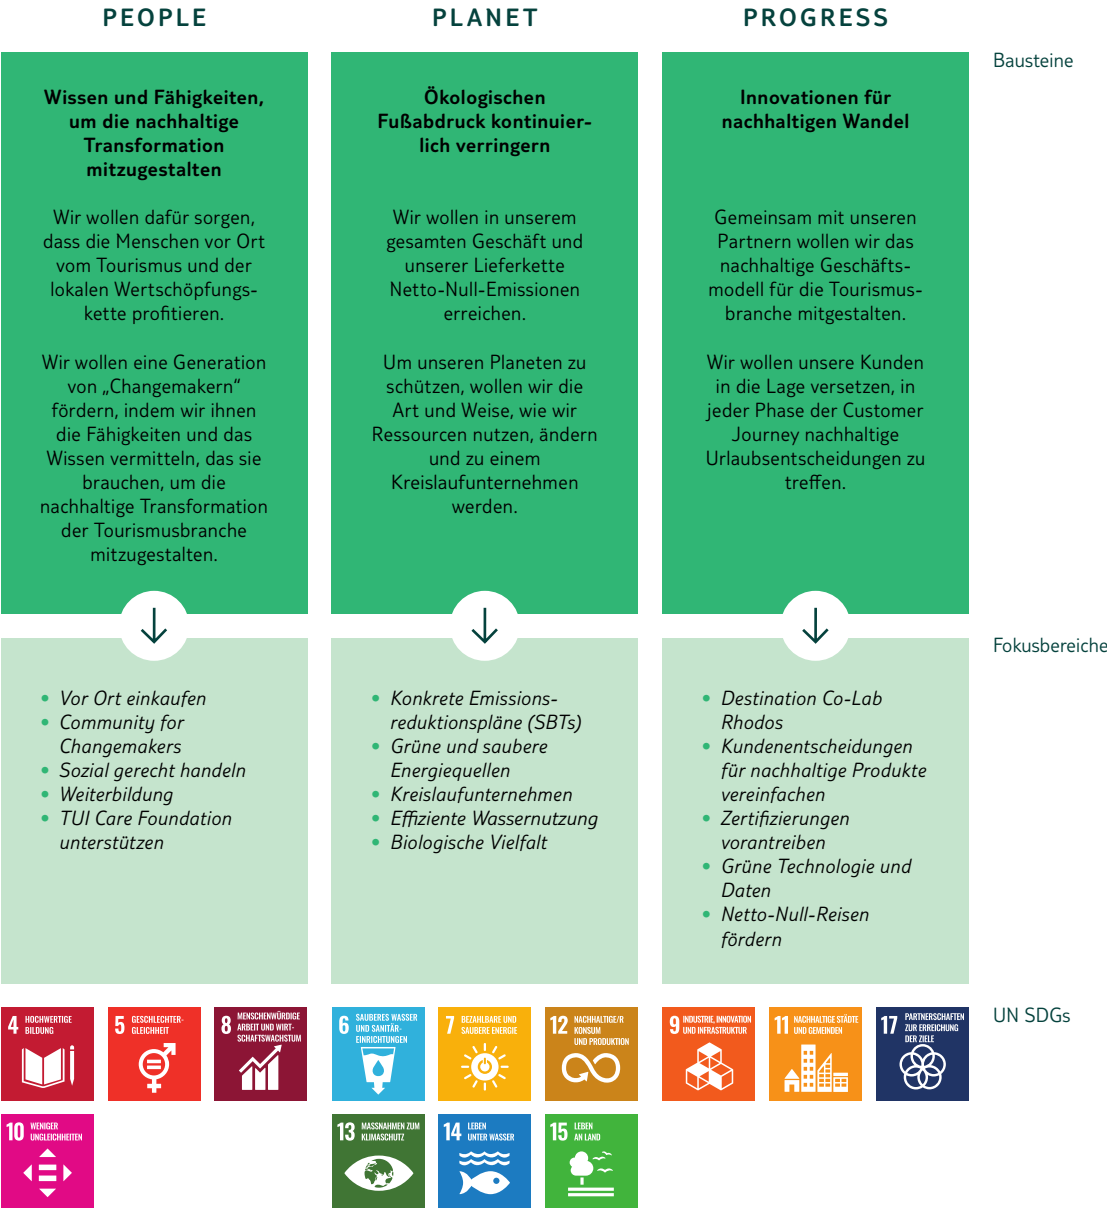 PEOPLE
PLANET
PROGRESS
Bausteine
Wissen und Fähigkeiten,
um die nachhaltige
Transformation
mitzugestalten
Wir wollen dafür sorgen,
dass die Menschen vor Ort
vom Tourismus und der
lokalen Wertschöpfungs-
kette profitieren.
Wir wollen eine Generation
von „Changemakern“
fördern, indem wir ihnen
die Fähigkeiten und das
Wissen vermitteln, das sie
brauchen, um die
nachhaltige Transformation
der Tourismusbranche
mitzugestalten.
Ökologischen
Fußabdruck kontinuier-
lich verringern
Wir wollen in unserem
gesamten Geschäft und
unserer Lieferkette
Netto-Null-Emissionen
erreichen.
Um unseren Planeten zu
schützen, wollen wir die
Art und Weise, wie wir
Ressourcen nutzen, ändern
und zu einem
Kreislaufunternehmen
werden.
Innovationen für
nachhaltigen Wandel
Gemeinsam mit unseren
Partnern wollen wir das
nachhaltige Geschäfts-
modell für die Tourismus-
branche mitgestalten.
Wir wollen unsere Kunden
in die Lage versetzen, in
jeder Phase der Customer
Journey nachhaltige
Urlaubsentscheidungen zu
treffen.
Fokusbereiche
• Vor Ort einkaufen
• Community for
Changemakers
• Sozial gerecht handeln
• Weiterbildung
• TUI Care Foundation
unterstützen
• Konkrete Emissions-
reduktionspläne (SBTs)
• Grüne und saubere
Energiequellen
• Kreislaufunternehmen
• Effiziente Wassernutzung
• Biologische Vielfalt
• Destination Co-Lab
Rhodos
• Kundenentscheidungen
für nachhaltige Produkte
vereinfachen
• Zertifizierungen
vorantreiben
• Grüne Technologie und
Daten
• Netto-Null-Reisen
fördern
UN SDGs
4 HOCHWERTIGE
BILDUNG
5 GESCHLECHTER-
GLEICHHEIT
8 MENSCHENWÜRDIGE
ARBEIT UND WIRT-
SCHAFTSWACHSTUM
10 WENIGER
UNGLEICHHEITEN
6 SAUBERES WASSER
UND SANITÄR-
EINRICHTUNGEN
7 BEZAHLBARE UND
SAUBERE ENERGIE
12 NACHHALTIGE/R
KONSUM
UND PRODUKTION
13 MASSNAHMEN ZUM
KLIMASCHUTZ
14 LEBEN
UNTER WASSER
15 LEBEN
AN LAND
9 INDUSTRIE, INNOVATION
UND INFRASTRUKTUR
11 NACHHALTIGE STÄDTE
UND GEMEINDEN
17 PARTNERSCHAFTEN
ZUR ERREICHUNG
DER ZIELE